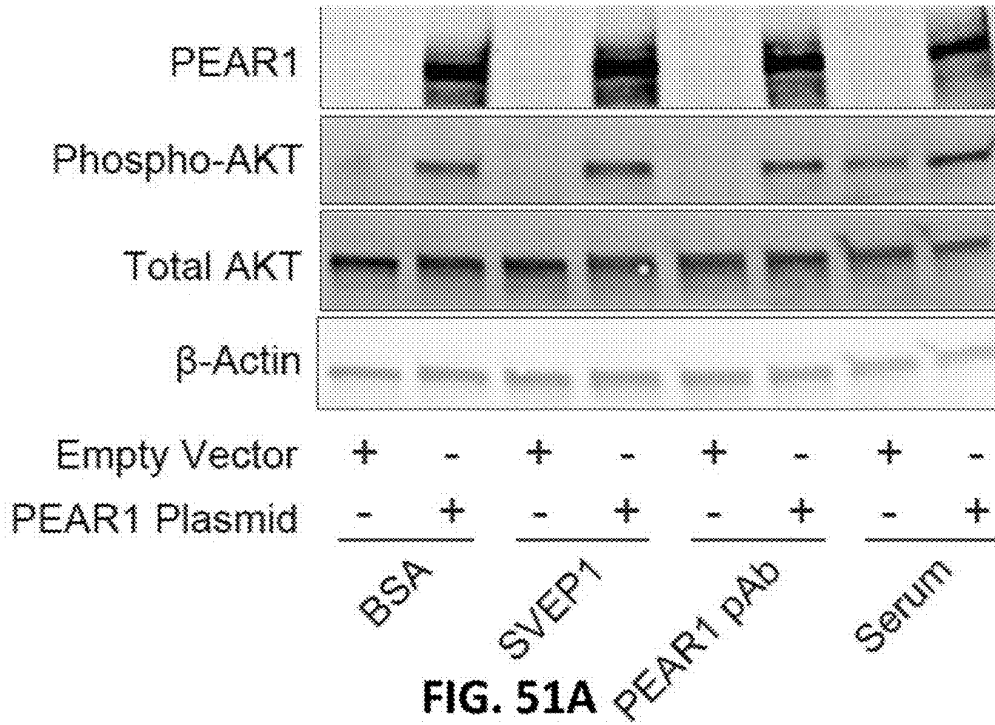 PEAR1
Phospho-AKT
Total AKT
β-Actin
Empty Vector + - + - + - + -
PEAR1 Plasmid - + - + - + - +
BSA SVEP1 PEAR1 pAb Serum
FIG. 51A